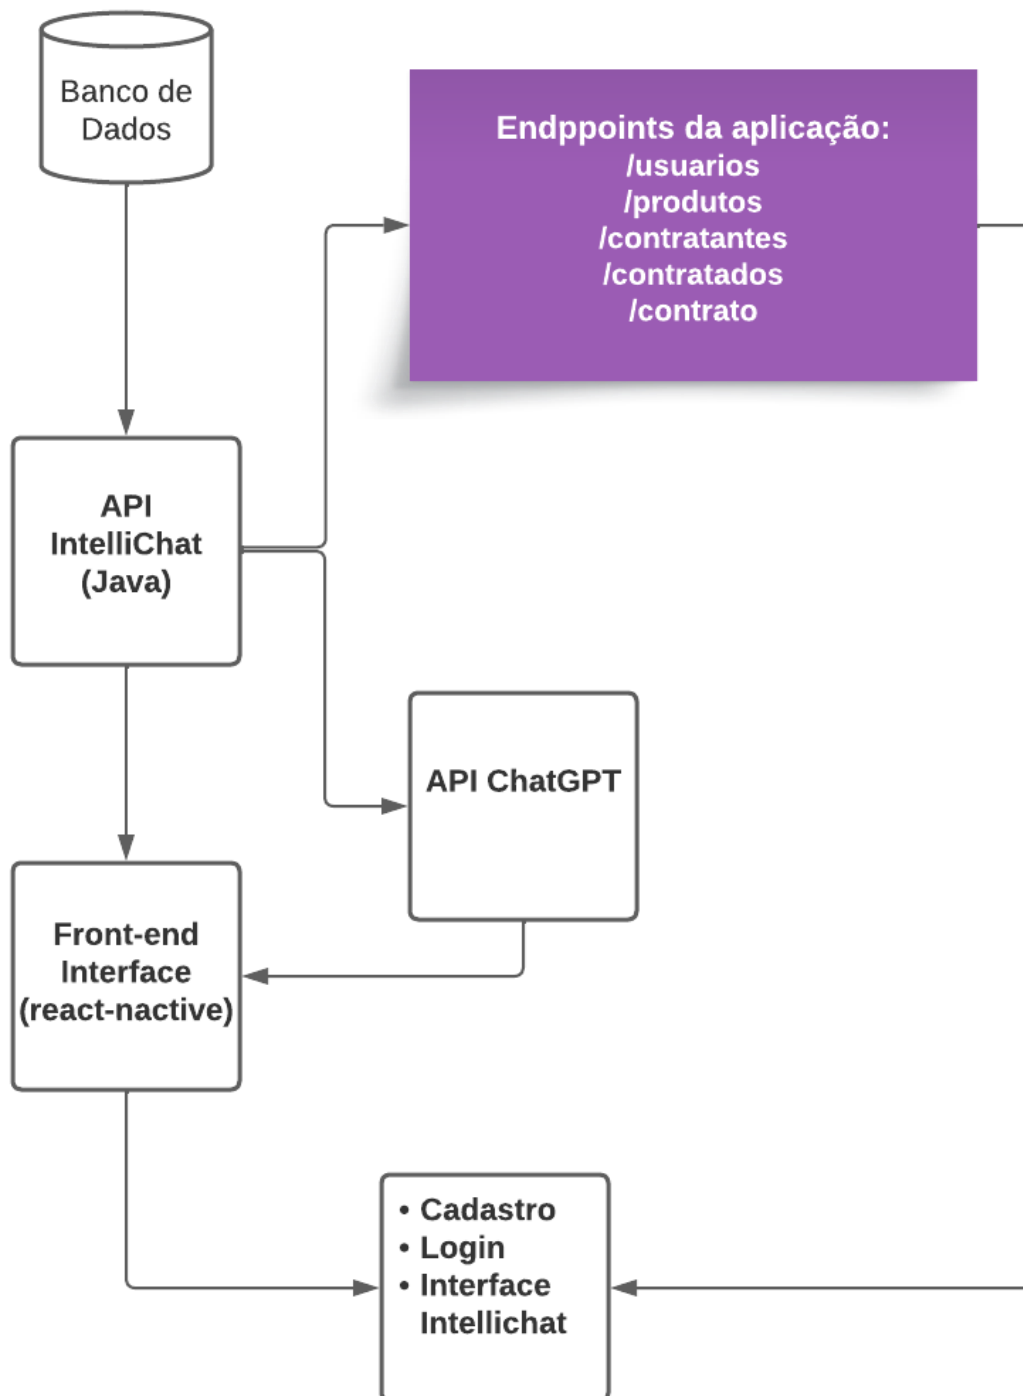 Banco de
Dados
Endppoints da aplicação:
/usuarios
/produtos
/contratantes
/contratados
/contrato
API
IntelliChat
(Java)
API ChatGPT
Front-end
Interface
(react-nactive)
• Cadastro
• Login
• Interface
Intellichat